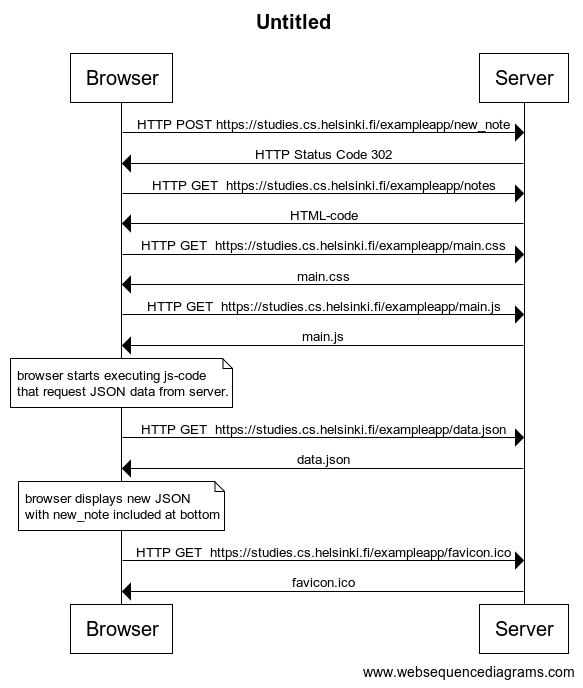 Untitled
Browser
Server
HTTP POST https://studies.cs.helsinki.fi/exampleapp/new_note
HTTP Status Code 302
HTTP GET  https://studies.cs.helsinki.fi/exampleapp/notes
HTML-code
HTTP GET  https://studies.cs.helsinki.fi/exampleapp/main.css
main.css
HTTP GET  https://studies.cs.helsinki.fi/exampleapp/main.js
main.js
browser starts executing js-code
that request JSON data from server.
HTTP GET  https://studies.cs.helsinki.fi/exampleapp/data.json
data.json
browser displays new JSON
with new_note included at bottom
HTTP GET  https://studies.cs.helsinki.fi/exampleapp/favicon.ico
favicon.ico
Browser
Server
www.websequencediagrams.com